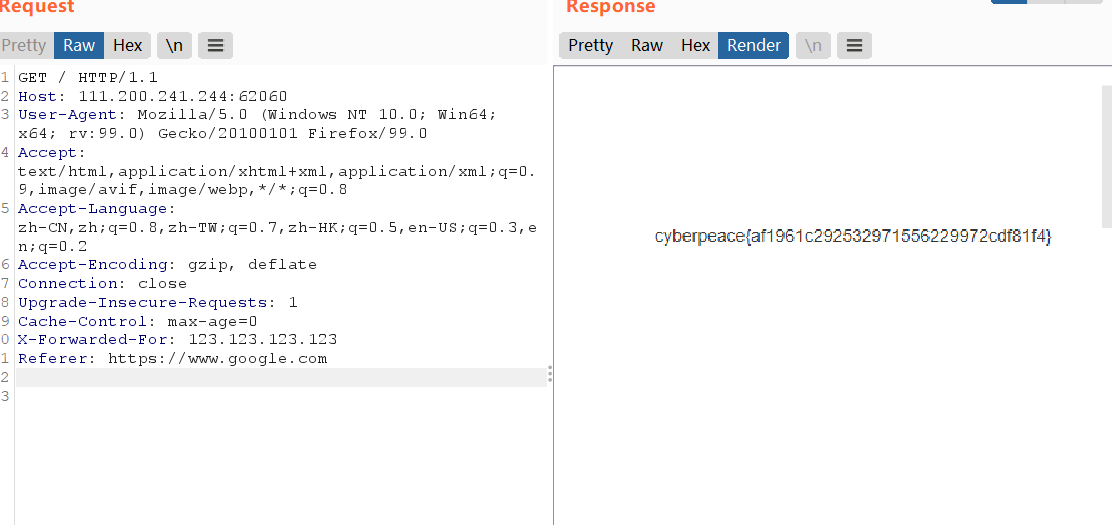 Request
Response
Pretty Raw Hex \n
Pretty Raw Hex Render \n
1 GET / HTTP/1.1
2 Host: 111.200.241.244:62060
3 User-Agent: Mozilla/5.0 (Windows NT 10.0; Win64;
x64; rv:99.0) Gecko/20100101 Firefox/99.0
4 Accept:
text/html,application/xhtml+xml,application/xml;q=0.
9,image/avif,image/webp,*/*;q=0.8
5 Accept-Language:
zh-CN,zh;q=0.8,zh-TW;q=0.7,zh-HK;q=0.5,en-US;q=0.3,e
n;q=0.2
6 Accept-Encoding: gzip, deflate
7 Connection: close
8 Upgrade-Insecure-Requests: 1
9 Cache-Control: max-age=0
0 X-Forwarded-For: 123.123.123.123
1 Referer: https://www.google.com
2
3
cyberpeace{af1961c292532971556229972cdf81f4}